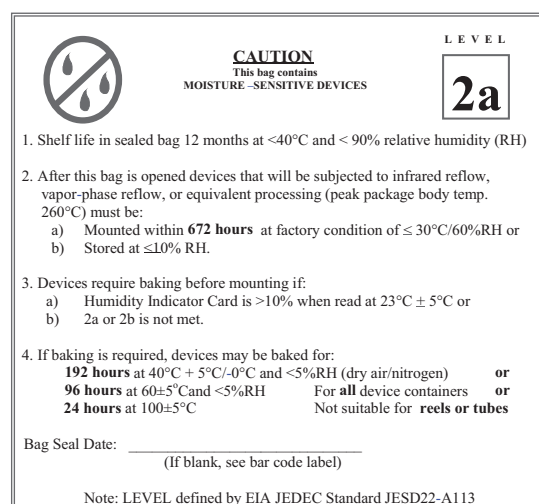 LEVEL
CAUTION
This bag contains
MOISTURE –SENSITIVE DEVICES
2a
1. Shelf life in sealed bag 12 months at <40°C and < 90% relative humidity (RH)
2. After this bag is opened devices that will be subjected to infrared reflow,
vapor-phase reflow, or equivalent processing (peak package body temp.
260°C) must be:
a) Mounted within 672 hours at factory condition of ≤ 30°C/60%RH or
b) Stored at ≤10% RH.
3. Devices require baking before mounting if:
a) Humidity Indicator Card is >10% when read at 23°C ± 5°C or
b) 2a or 2b is not met.
4. If baking is required, devices may be baked for:
192 hours at 40°C + 5°C/-0°C and <5%RH (dry air/nitrogen) or
96 hours at 60±5°Cand <5%RH For all device containers or
24 hours at 100±5°C Not suitable for reels or tubes
Bag Seal Date: ______________________________
(If blank, see bar code label)
Note: LEVEL defined by EIA JEDEC Standard JESD22-A113